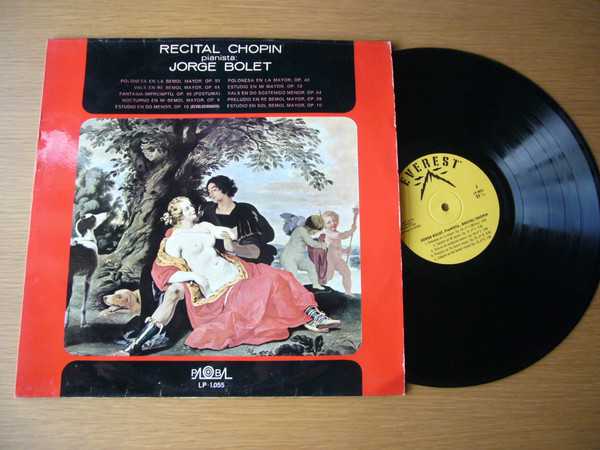 RECITAL CHOPIN
pianista:
JORGE BOLET
POLONESA EN LA BEMOL MAYOR, OP. 53
VALS EN RE BEMOL MAYOR, OP. 64
FANTASIA-IMPROMPTU, OP. 66 (POSTUMA)
NOCTURNO EN MI BEMOL MAYOR, OP. 9
ESTUDIO EN DO MENOR, OP. 10 (REVOLUCIONARIO)
POLONESA EN LA MAYOR, OP. 40
ESTUDIO EN MI MAYOR, OP. 10
VALS EN DO SOSTENIDO MENOR, OP. 64
PRELUDIO EN RE BEMOL MAYOR, OP. 28
ESTUDIO EN SOL BEMOL MAYOR, OP. 10
PALOBAL
LP-1.055
EVEREST
JORGE BOLET, PIANISTA - RECITAL CHOPIN